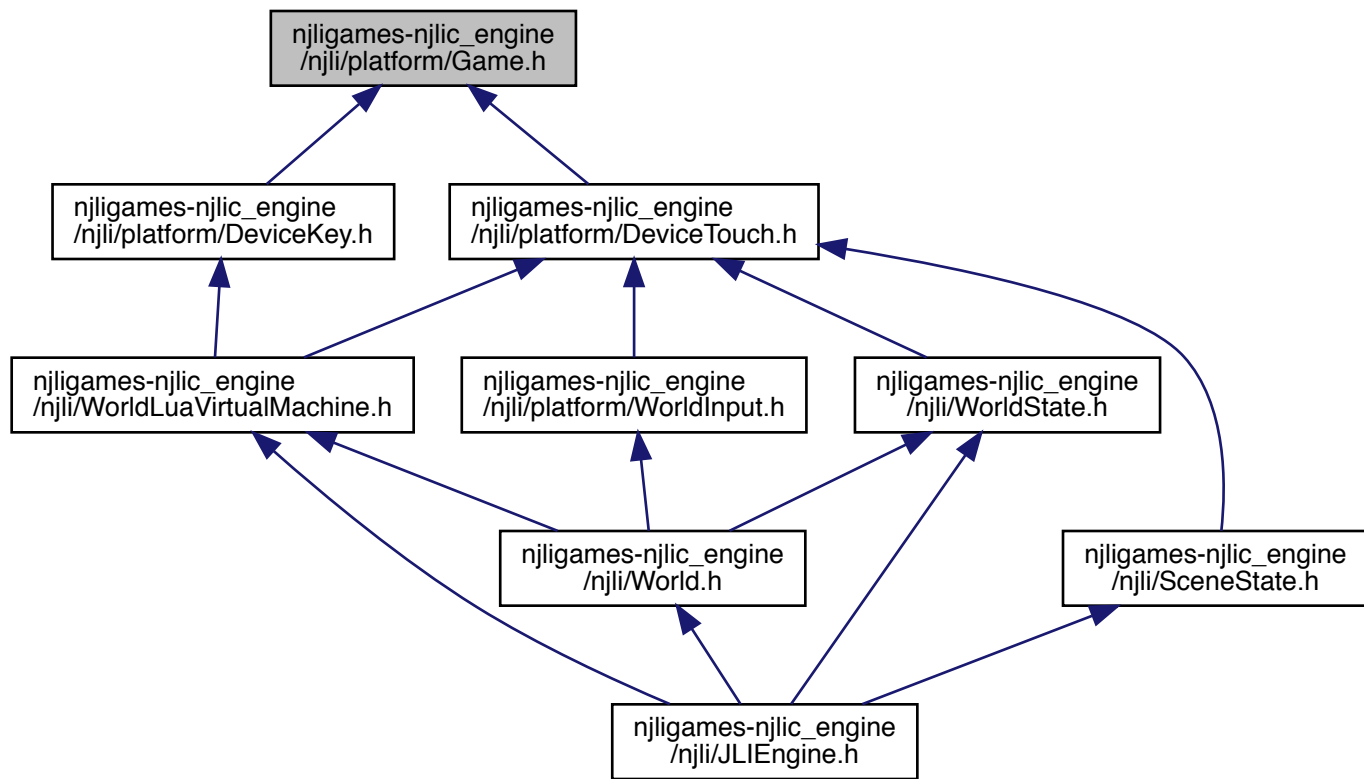 njligames-njlic_engine
/njli/platform/Game.h
njligames-njlic_engine
/njli/platform/DeviceKey.h
njligames-njlic_engine
/njli/platform/DeviceTouch.h
njligames-njlic_engine
/njli/WorldLuaVirtualMachine.h
njligames-njlic_engine
/njli/platform/WorldInput.h
njligames-njlic_engine
/njli/WorldState.h
njligames-njlic_engine
/njli/World.h
njligames-njlic_engine
/njli/SceneState.h
njligames-njlic_engine
/njli/JLIEngine.h